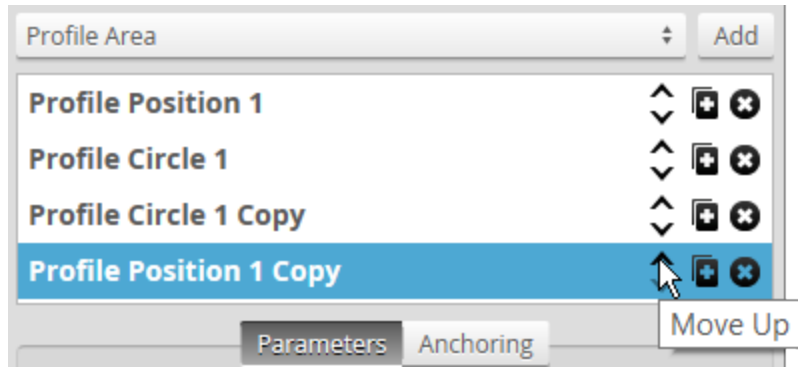 Profile Area
Add
Profile Position 1
Profile Circle 1
Profile Circle 1 Copy
Profile Position 1 Copy
Move Up
Parameters
Anchoring